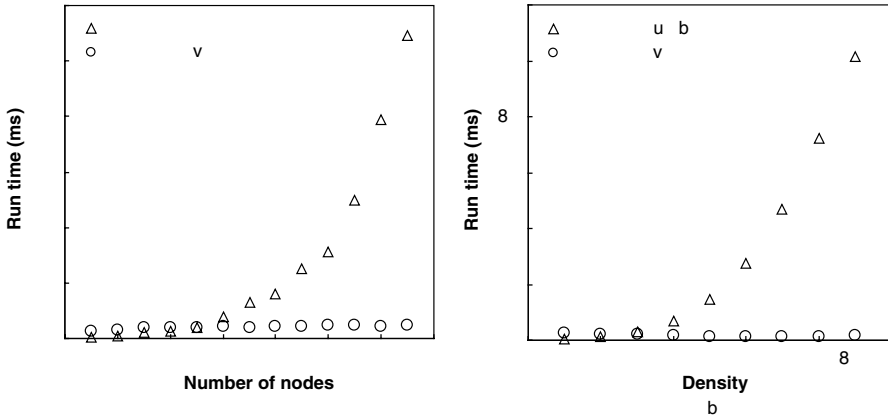 v
Run time (ms)
Number of nodes
u b
v
8
Run time (ms)
8
Density
b